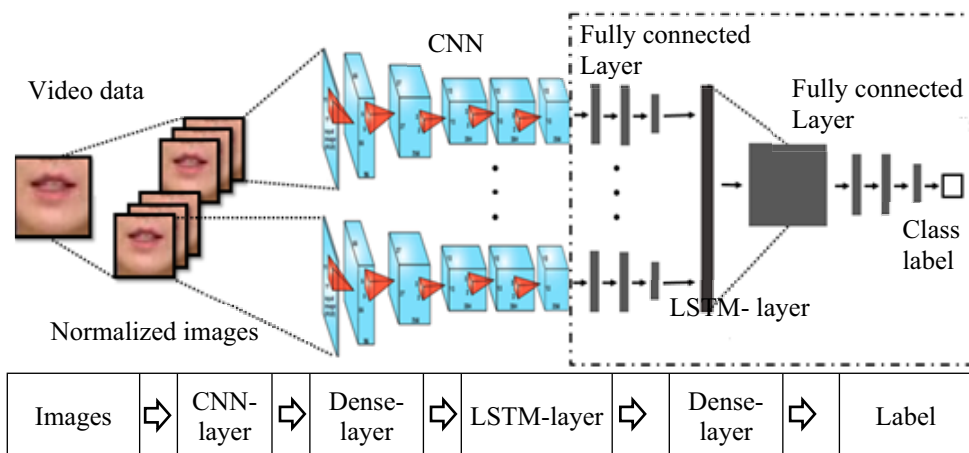 CNN
Fully connected
Layer
Video data
Fully connected
Layer
Class
label
LSTM- layer
Normalized images
Images
CNN-
layer
Dense-
layer
LSTM-layer
Dense-
layer
Label